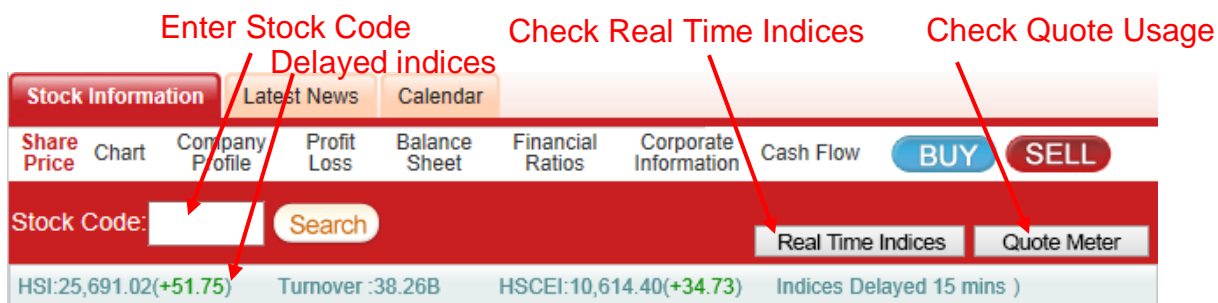 Enter Stock Code
Check Real Time Indices
Check Quote Usage
Delayed indices
Stock Information
Latest News
Calendar
Share Price
Chart
Company Profile
Profit Loss
Balance Sheet
Financial Ratios
Corporate Information
Cash Flow
BUY
SELL
Stock Code:
Search
Real Time Indices
Quote Meter
HSI:25,691.02(+51.75) Turnover :38.26B HSCEI:10,614.40(+34.73) Indices Delayed 15 mins )